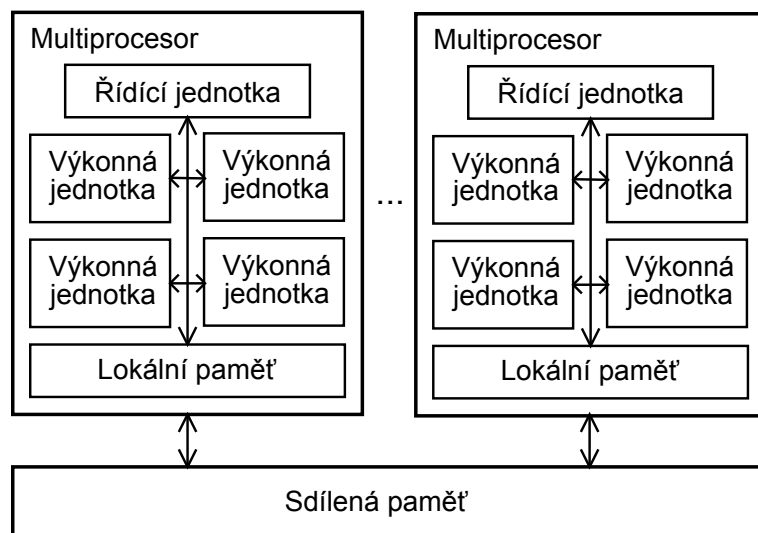 Multiprocesor
Řídící jednotka
Výkonná
jednotka
Výkonná
jednotka
Výkonná
jednotka
Výkonná
jednotka
Lokální paměť
...
Multiprocesor
Řídící jednotka
Výkonná
jednotka
Výkonná
jednotka
Výkonná
jednotka
Výkonná
jednotka
Lokální paměť
Sdílená paměť